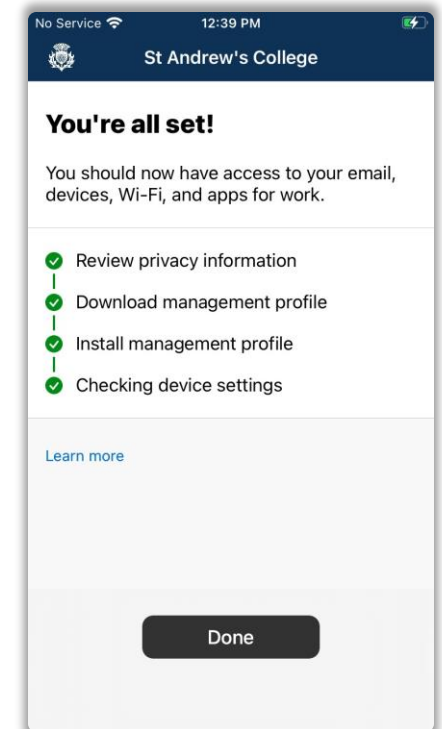 No Service 12:39 PM
St Andrew's College
You're all set!
You should now have access to your email,
devices, Wi-Fi, and apps for work.
Review privacy information
Download management profile
Install management profile
Checking device settings
Learn more
Done